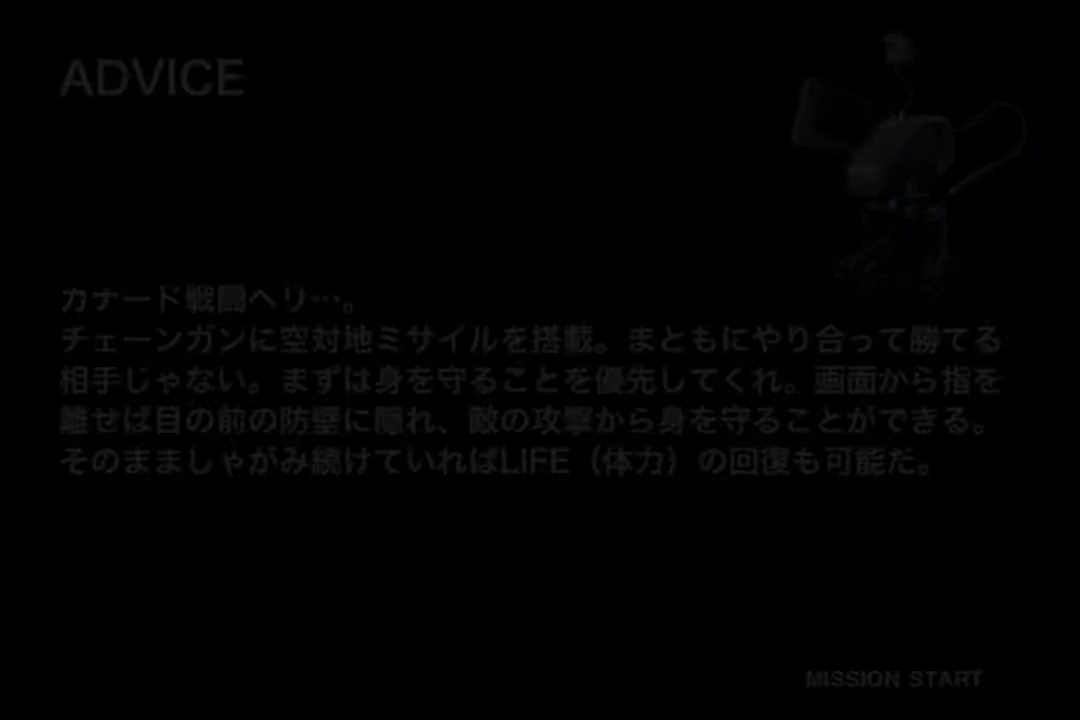 ADVICE
カナード戦闘ヘリ…。
チェーンガンに空対地ミサイルを搭載。まともにやり合って勝てる
相手じゃない。まずは身を守ることを優先してくれ。画面から指を
離せば目の前の防壁に隠れ、敵の攻撃から身を守ることができる。
そのまましゃがみ続けていればLIFE（体力）の回復も可能だ。
MISSION START